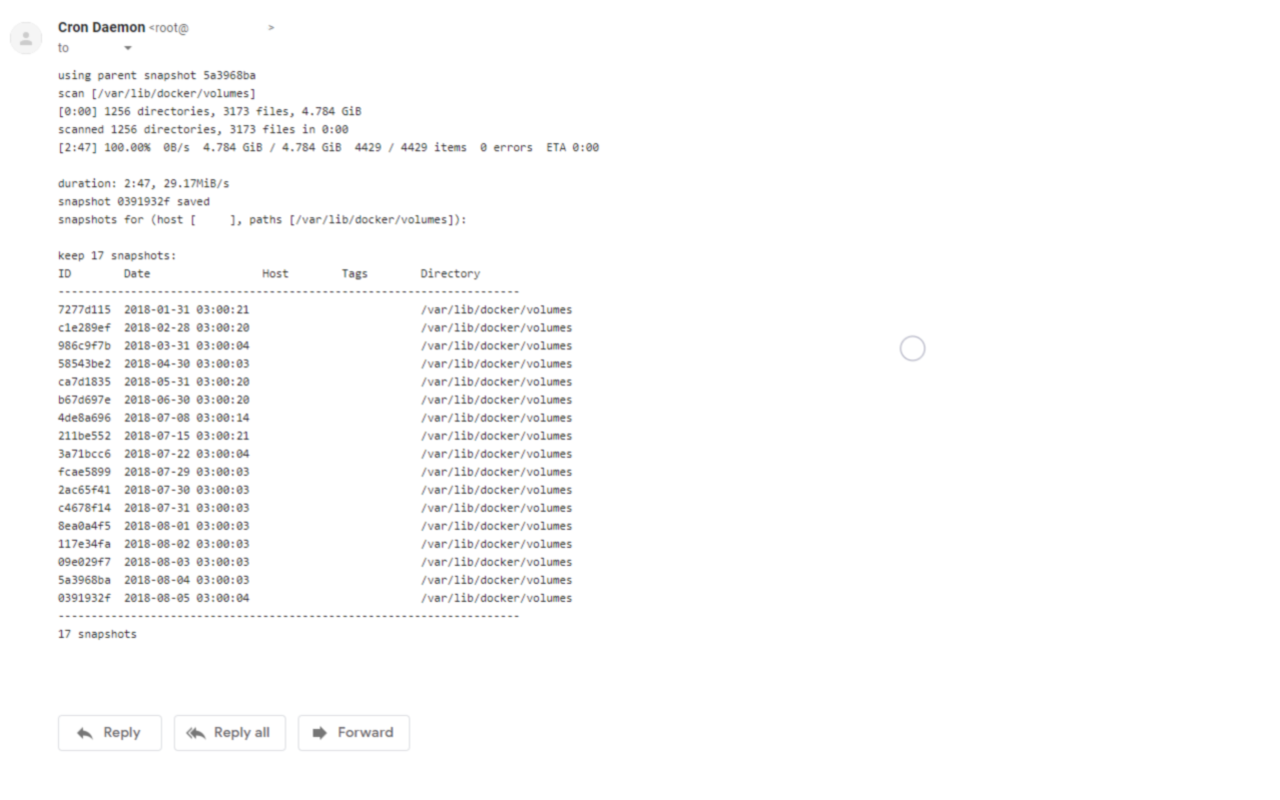 Cron Daemon <root@ >
to
using parent snapshot 5a3968ba
scan [/var/lib/docker/volumes]
[0:00] 1256 directories, 3173 files, 4.784 GiB
scanned 1256 directories, 3173 files in 0:00
[2:47] 100.00%  0B/s  4.784 GiB / 4.784 GiB  4429 / 4429 items  0 errors  ETA 0:00
duration: 2:47, 29.17MiB/s
snapshot 0391932f saved
snapshots for (host [     ], paths [/var/lib/docker/volumes]):
keep 17 snapshots:
ID        Date                 Host        Tags        Directory
----------------------------------------------------------------------
7277d115  2018-01-31 03:00:21                          /var/lib/docker/volumes
c1e289ef  2018-02-28 03:00:20                          /var/lib/docker/volumes
986c9f7b  2018-03-31 03:00:04                          /var/lib/docker/volumes
58543be2  2018-04-30 03:00:03                          /var/lib/docker/volumes
ca7d1835  2018-05-31 03:00:20                          /var/lib/docker/volumes
b67d697e  2018-06-30 03:00:20                          /var/lib/docker/volumes
4de8a696  2018-07-08 03:00:14                          /var/lib/docker/volumes
211be552  2018-07-15 03:00:21                          /var/lib/docker/volumes
3a71bcc6  2018-07-22 03:00:04                          /var/lib/docker/volumes
fcae5899  2018-07-29 03:00:03                          /var/lib/docker/volumes
2ac65f41  2018-07-30 03:00:03                          /var/lib/docker/volumes
c4678f14  2018-07-31 03:00:03                          /var/lib/docker/volumes
8ea0a4f5  2018-08-01 03:00:03                          /var/lib/docker/volumes
117e34fa  2018-08-02 03:00:03                          /var/lib/docker/volumes
09e029f7  2018-08-03 03:00:03                          /var/lib/docker/volumes
5a3968ba  2018-08-04 03:00:03                          /var/lib/docker/volumes
0391932f  2018-08-05 03:00:04                          /var/lib/docker/volumes
----------------------------------------------------------------------
17 snapshots
Reply Reply all Forward